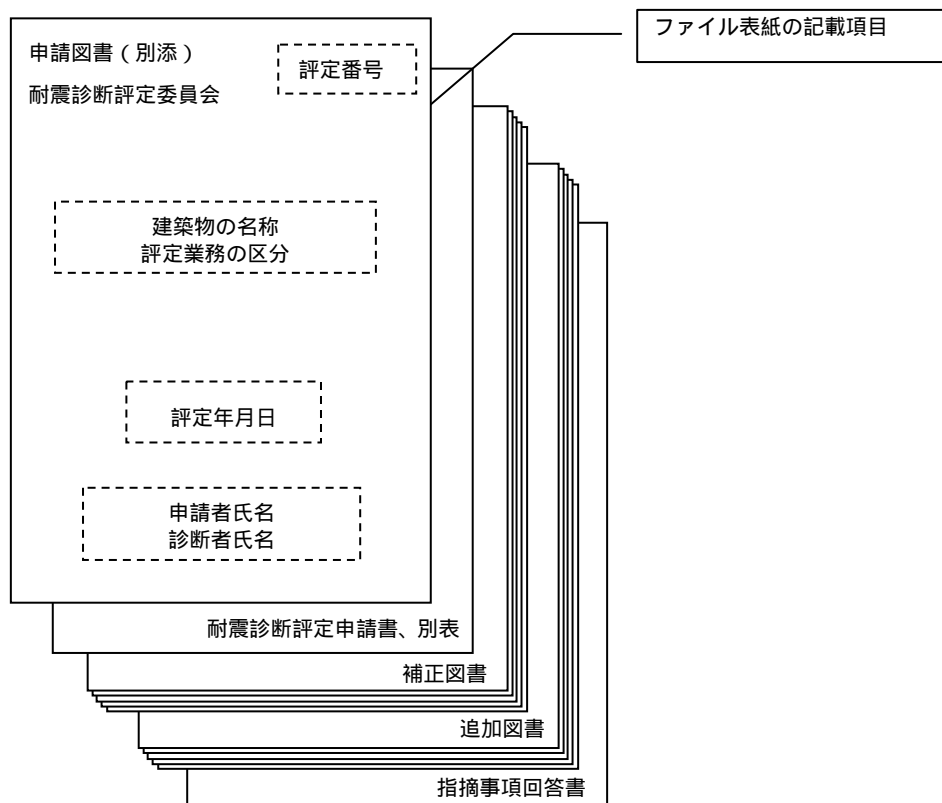 ファイル表紙の記載項目
申請図書(別添)
評定番号
耐震診断評定委員会
建築物の名称
評定業務の区分
評定年月日
申請者氏名
診断者氏名
耐震診断評定申請書、別表
補正図書
追加図書
指摘事項回答書